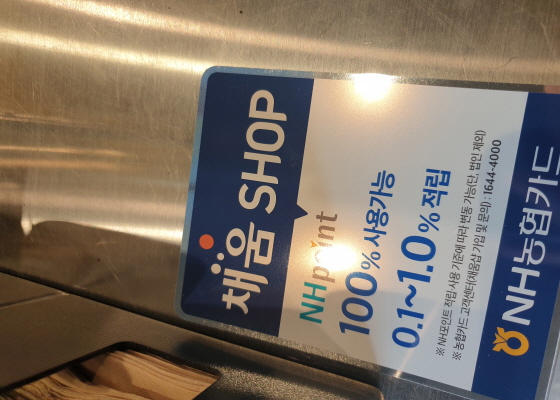 채움 SHOP
NHpoint
100% 사용가능
0.1~1.0% 적립
※ NH포인트 적립·사용 기준에 따라 변동 가능(단, 법인 제외)
※ 농협카드 고객센터(채움샵 가입 및 문의) : 1644-4000
NH농협카드